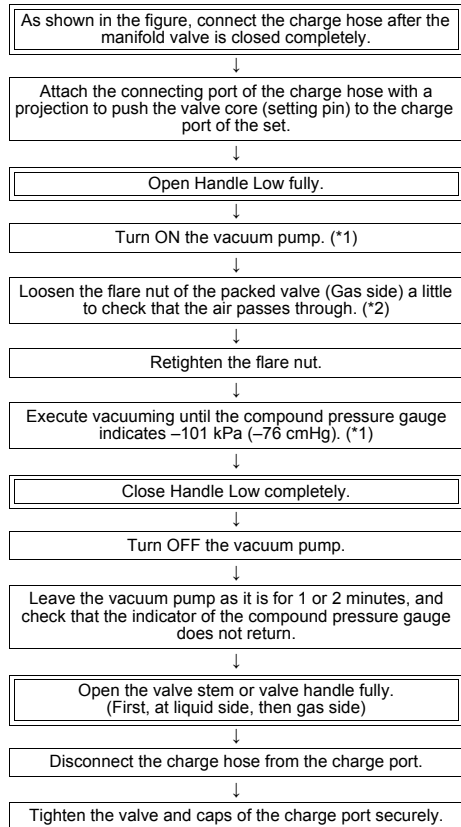 As shown in the figure, connect the charge hose after the
manifold valve is closed completely.
↓
Attach the connecting port of the charge hose with a
projection to push the valve core (setting pin) to the charge
port of the set.
↓
Open Handle Low fully.
↓
Turn ON the vacuum pump. (*1)
↓
Loosen the flare nut of the packed valve (Gas side) a little
to check that the air passes through. (*2)
↓
Retighten the flare nut.
↓
Execute vacuuming until the compound pressure gauge
indicates –101 kPa (–76 cmHg). (*1)
↓
Close Handle Low completely.
↓
Turn OFF the vacuum pump.
↓
Leave the vacuum pump as it is for 1 or 2 minutes, and
check that the indicator of the compound pressure gauge
does not return.
↓
Open the valve stem or valve handle fully.
(First, at liquid side, then gas side)
↓
Disconnect the charge hose from the charge port.
↓
Tighten the valve and caps of the charge port securely.